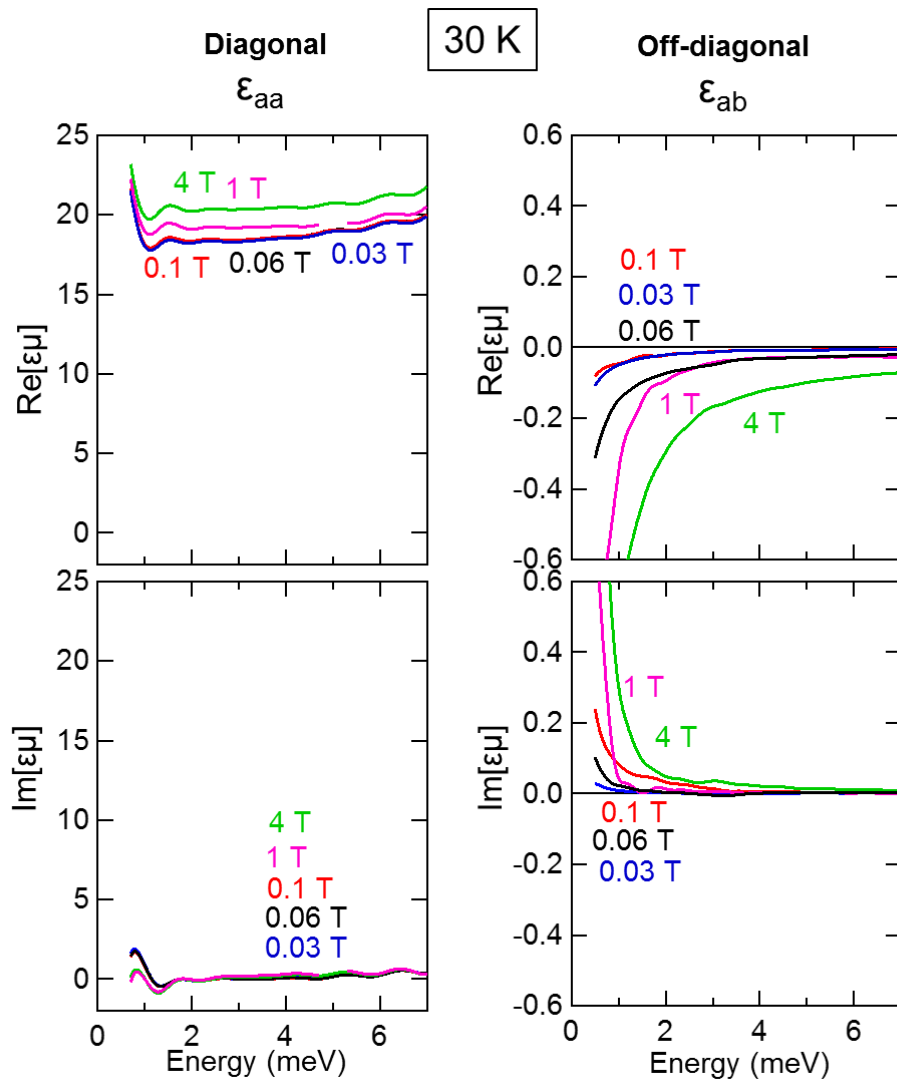 30 K
Diagonal
εaa
Off-diagonal
εab
25
20
15
10
5
0
Re[εμ]
4 T
1 T
0.1 T
0.06 T
0.03 T
0.6
0.4
0.2
0.0
-0.2
-0.4
-0.6
Re[εμ]
0.1 T
0.03 T
0.06 T
1 T
4 T
25
20
15
10
5
0
Im[εμ]
4 T
1 T
0.1 T
0.06 T
0.03 T
0 2 4 6
Energy (meV)
0.6
0.4
0.2
0.0
-0.2
-0.4
-0.6
Im[εμ]
1 T
4 T
0.1 T
0.06 T
0.03 T
0 2 4 6
Energy (meV)